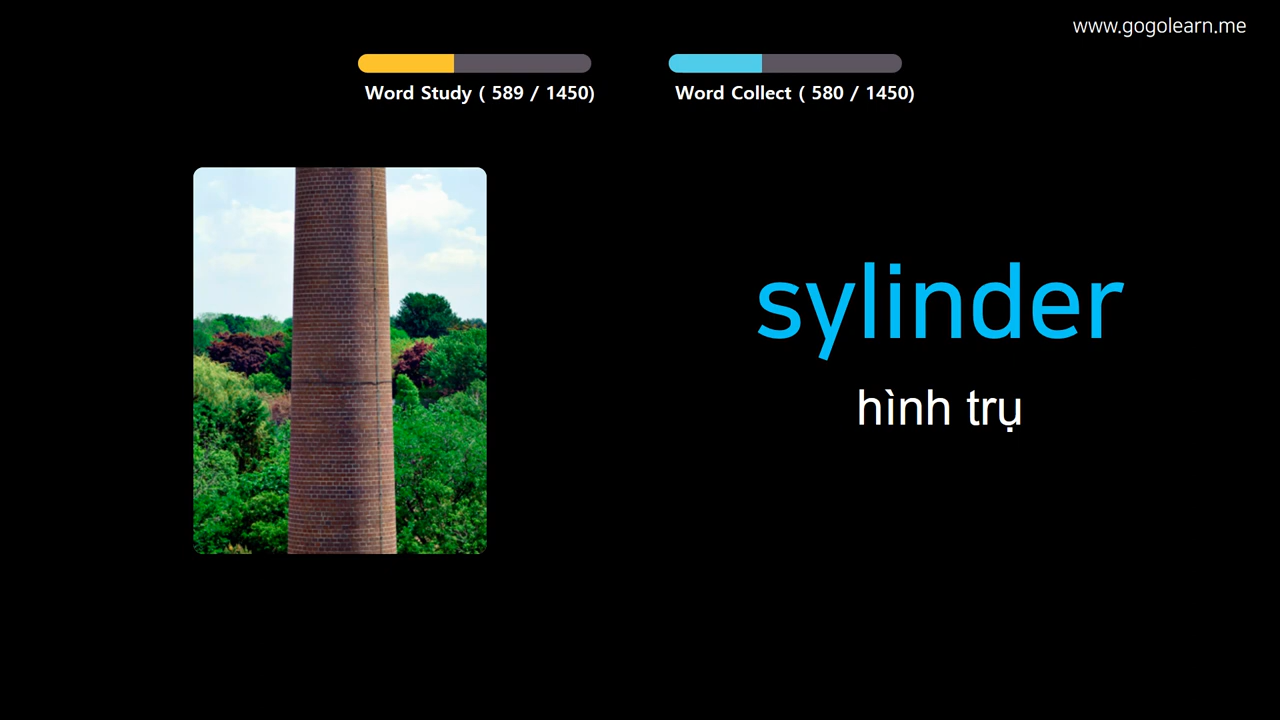 www.gogolearn.me
Word Study ( 589 / 1450)
Word Collect ( 580 / 1450)
sylinder
hình trụ